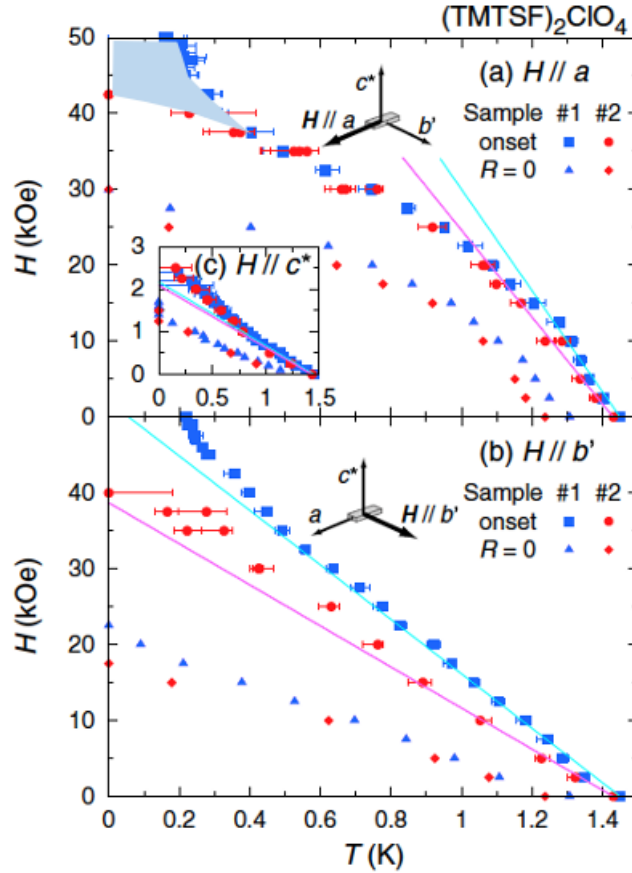 (TMTSF)₂ClO₄
50
40
30
20
10
0
H (kOe)
(a) H // a
c*
H // a
b'
Sample #1 #2
onset
R = 0
(c) H // c*
3
2
1
0
0 0.5 1.0 1.5
(b) H // b'
c*
a
H // b'
Sample #1 #2
onset
R = 0
40
30
20
10
0
H (kOe)
0 0.2 0.4 0.6 0.8 1.0 1.2 1.4
T (K)